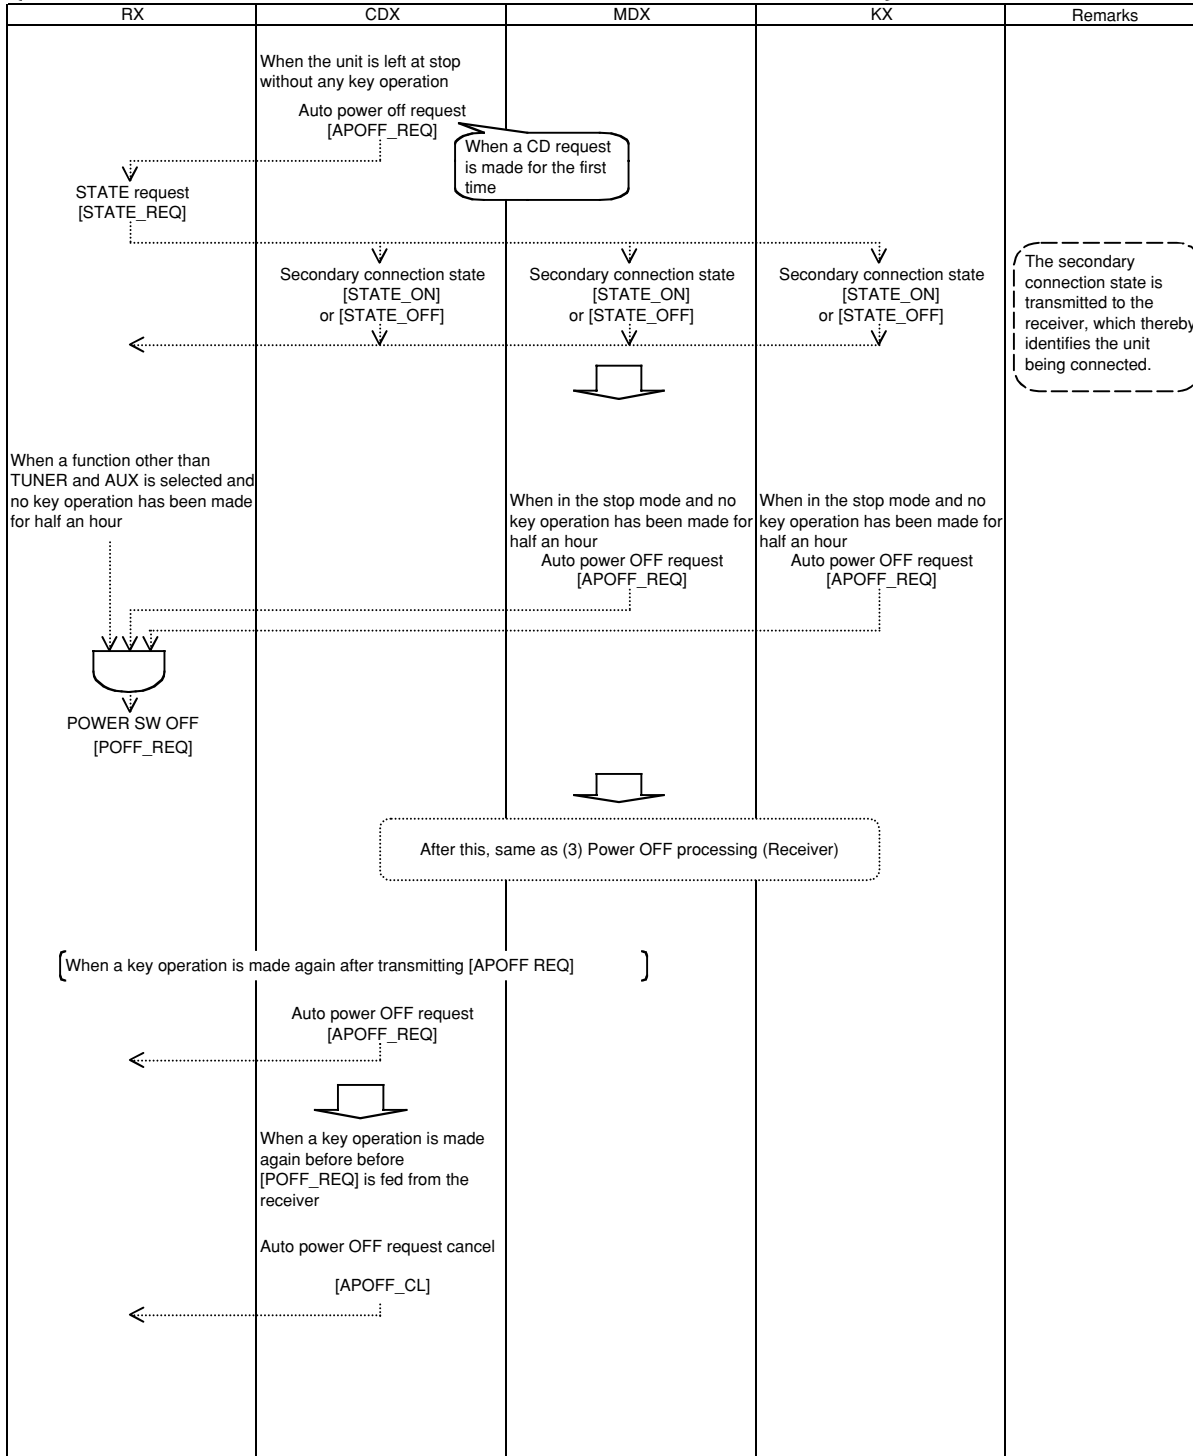 RX
CDX
MDX
KX
Remarks
When the unit is left at stop
without any key operation
Auto power off request
[APOFF_REQ]
When a CD request
is made for the first
time
STATE request
[STATE_REQ]
Secondary connection state
[STATE_ON]
or [STATE_OFF]
Secondary connection state
[STATE_ON]
or [STATE_OFF]
Secondary connection state
[STATE_ON]
or [STATE_OFF]
The secondary
connection state is
transmitted to the
receiver, which thereby
identifies the unit
being connected.
When a function other than
TUNER and AUX is selected and
no key operation has been made
for half an hour
When in the stop mode and no
key operation has been made for
half an hour
Auto power OFF request
[APOFF_REQ]
When in the stop mode and no
key operation has been made for
half an hour
Auto power OFF request
[APOFF_REQ]
POWER SW OFF
[POFF_REQ]
After this, same as (3) Power OFF processing (Receiver)
When a key operation is made again after transmitting [APOFF REQ]
Auto power OFF request
[APOFF_REQ]
When a key operation is made
again before before
[POFF_REQ] is fed from the
receiver
Auto power OFF request cancel
[APOFF_CL]